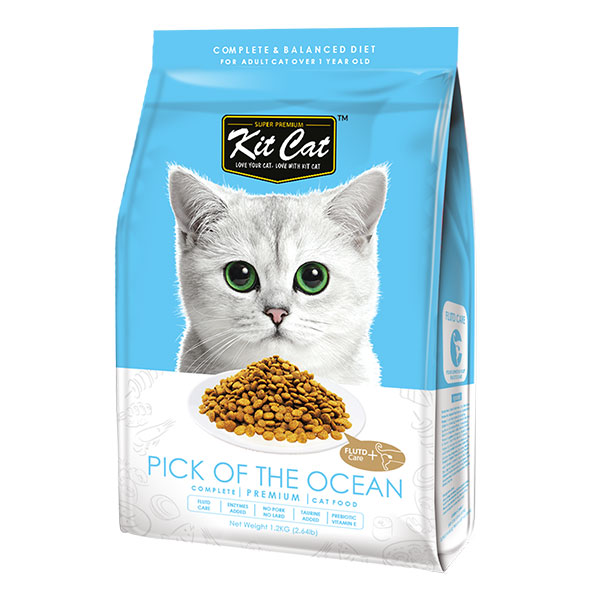 COMPLETE & BALANCED DIET
FOR ADULT CAT OVER 1 YEAR OLD
SUPER PREMIUM
Kit Cat™
LOVE YOUR CAT- LOVE WITH KIT CAT
FLUTD Care+
PICK OF THE OCEAN
COMPLETE | PREMIUM | CAT FOOD
FLUTD CARE | ENZYMES ADDED | NO PORK NO LARD | TAURINE ADDED | PREBIOTIC VITAMIN E
Net Weight 1.2KG (2.64lb)
FLUTD CARE